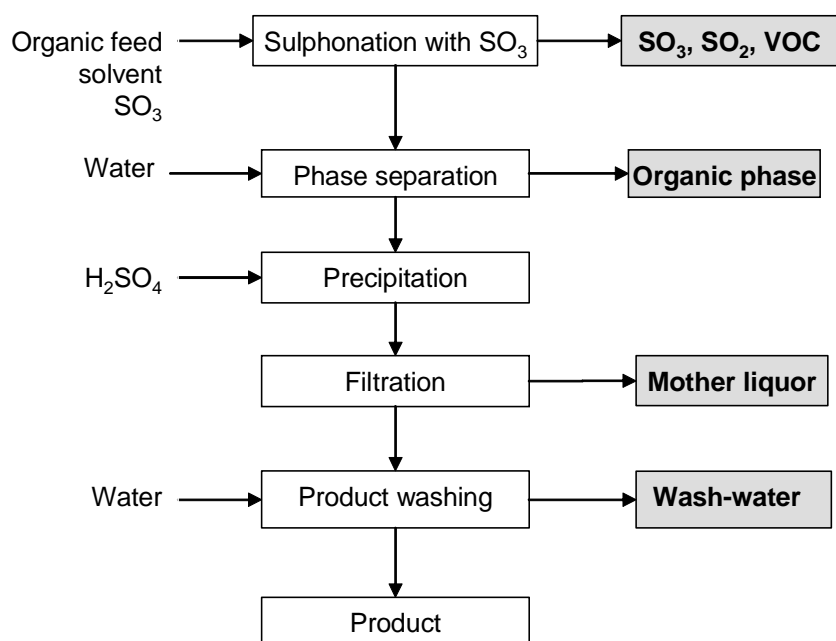 Organic feed
solvent
SO₃
Sulphonation with SO₃
SO₃, SO₂, VOC
Water
Phase separation
Organic phase
H₂SO₄
Precipitation
Filtration
Mother liquor
Water
Product washing
Wash-water
Product